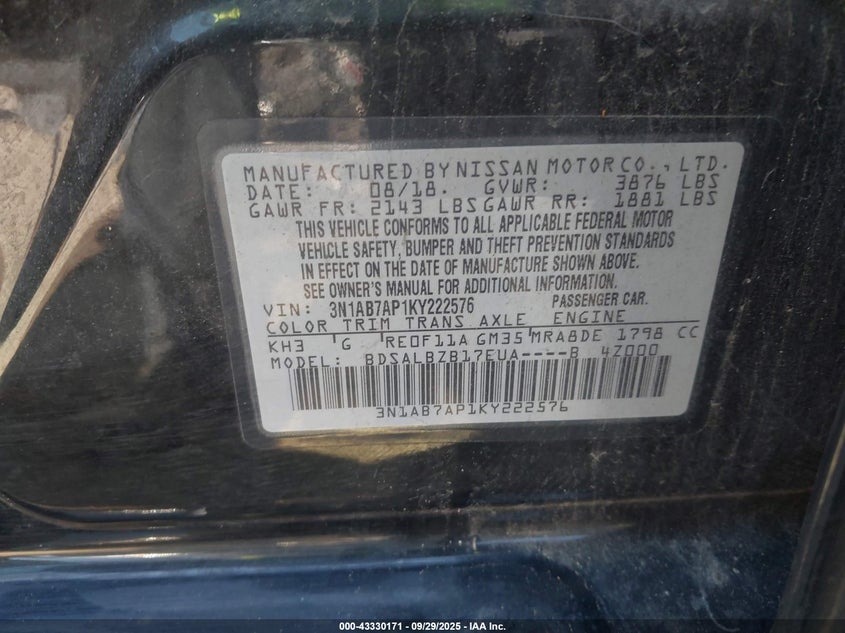 MANUFACTURED BY NISSAN MOTOR CO., LTD.
DATE: 08/18. GVWR: 3876 LBS
GAWR FR: 2143 LBS GAWR RR: 1881 LBS
THIS VEHICLE CONFORMS TO ALL APPLICABLE FEDERAL MOTOR
VEHICLE SAFETY, BUMPER AND THEFT PREVENTION STANDARDS
IN EFFECT ON THE DATE OF MANUFACTURE SHOWN ABOVE.
SEE OWNER'S MANUAL FOR ADDITIONAL INFORMATION.
VIN: 3N1AB7AP1KY222576 PASSENGER CAR.
COLOR TRIM TRANS AXLE ENGINE
KH3 'G 'RE0F11A GM35 'MRA8DE 1798 CC
MODEL: BDSALBZB17EUA----B 4Z000
3N1AB7AP1KY222576
000-43330171 - 09/29/2025 - IAA Inc.